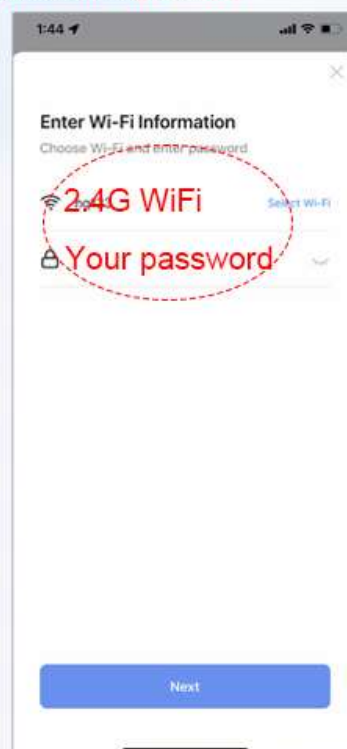 1:44
Enter Wi-Fi Information
Choose Wi-Fi and enter password
2.4G WiFi
Select Wi-Fi
Your password
Next